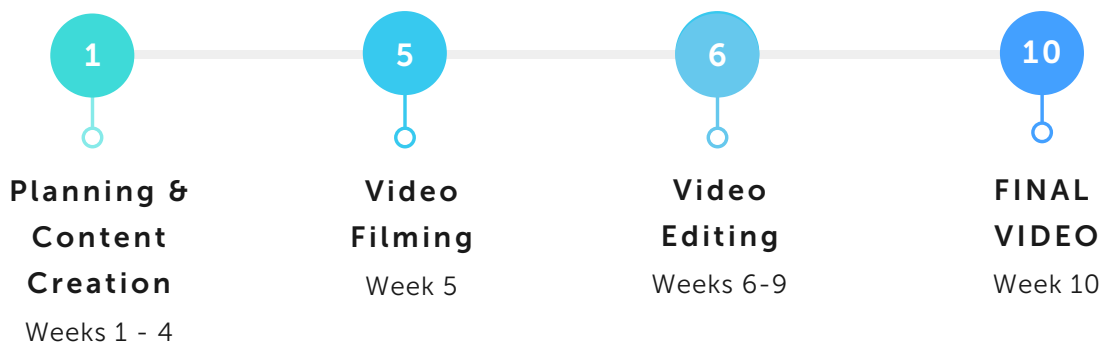 1
5
6
10
Planning &
Content
Creation
Weeks 1 - 4
Video
Filming
Week 5
Video
Editing
Weeks 6-9
FINAL
VIDEO
Week 10